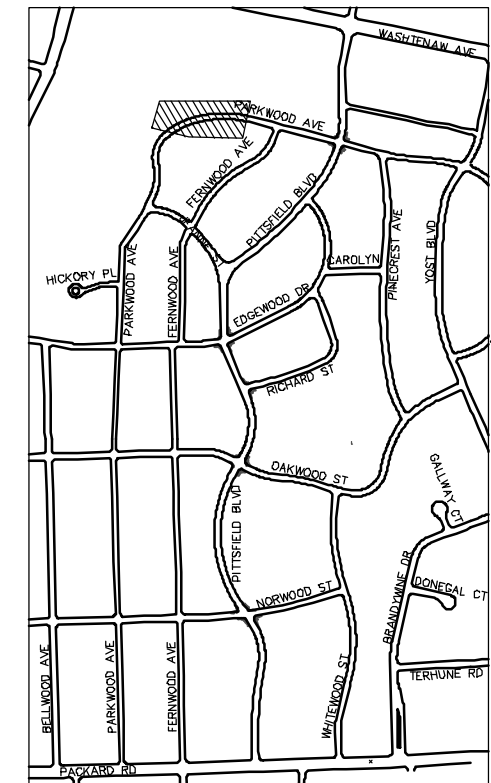 WASHTENAW AVE
PARKWOOD AVE
FERNWOOD AVE
PITTSFIELD BLVD
CAROLYN
PINECREST AVE
YOST BLVD
HICKORY PL
PARKWOOD AVE
FERNWOOD AVE
EDGEWOOD DR
RICHARD ST
OAKWOOD ST
GALLWAY CT
PITTSFIELD BLVD
BRANDYWINE DR
DONEGAL CT
NORWOOD ST
WHITEWOOD ST
TERHUNE RD
BELLWOOD AVE
PARKWOOD AVE
FERNWOOD AVE
PACKARD RD